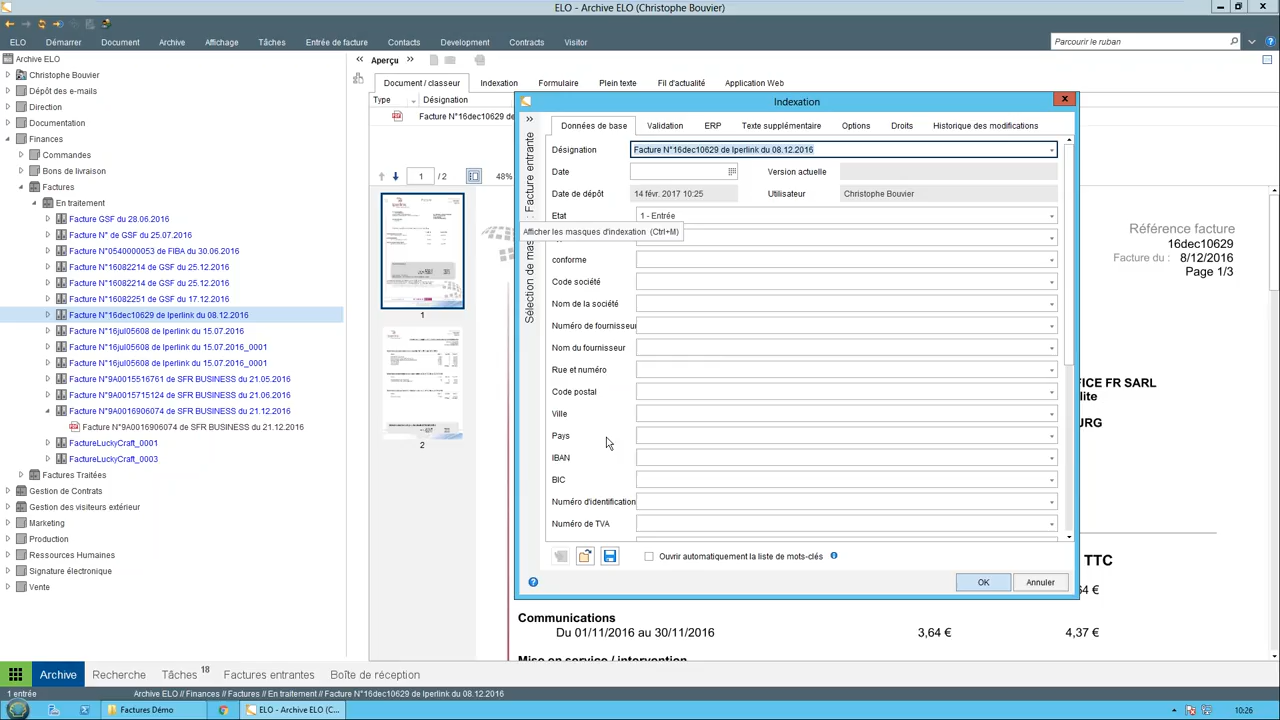 ELO - Archive ELO (Christophe Bouvier)
ELO Démarrer Document Archive Affichage Tâches Entrée de facture Contacts Development Contracts Visitor
Parcourir le ruban
Archive ELO
Christophe Bouvier
Dépôt des e-mails
Direction
Documentation
Finances
Commandes
Bons de livraison
Factures
En traitement
Facture GSF du 28.06.2016
Facture N° de GSF du 25.07.2016
Facture N°0540000053 de FIBA du 30.06.2016
Facture N°16082214 de GSF du 25.12.2016
Facture N°16082214 de GSF du 25.12.2016
Facture N°16082251 de GSF du 17.12.2016
Facture N°16dec10629 de Iperlink du 08.12.2016
Facture N°16jul05608 de Iperlink du 15.07.2016
Facture N°16jul05608 de Iperlink du 15.07.2016_0001
Facture N°16jul05608 de Iperlink du 15.07.2016_0001
Facture N°9A0015516761 de SFR BUSINESS du 21.05.2016
Facture N°9A0015715124 de SFR BUSINESS du 21.06.2016
Facture N°9A0016906074 de SFR BUSINESS du 21.12.2016
Facture N°9A0016906074 de SFR BUSINESS du 21.12.2016
FactureLuckyCraft_0001
FactureLuckyCraft_0003
Factures Traitées
Gestion de Contrats
Gestion des visiteurs extérieur
Marketing
Production
Ressources Humaines
Signature électronique
Vente
Aperçu
Document / classeur Indexation Formulaire Plein texte Fil d'actualité Application Web
Type Désignation
Facture N°16dec10629 de
1 / 2 48%
1
2
Indexation
Sélection de mas : Facture entrante
Données de base Validation ERP Texte supplémentaire Options Droits Historique des modifications
Désignation Facture N°16dec10629 de Iperlink du 08.12.2016
Date Version actuelle
Date de dépôt 14 févr. 2017 10:25 Utilisateur Christophe Bouvier
Etat 1 - Entrée
Afficher les masques d'indexation (Ctrl+M)
conforme
Code société
Nom de la société
Numéro de fournisseur
Nom du fournisseur
Rue et numéro
Code postal
Ville
Pays
IBAN
BIC
Numéro d'identification
Numéro de TVA
Ouvrir automatiquement la liste de mots-clés
OK Annuler
Référence facture
16dec10629
Facture du : 8/12/2016
Page 1/3
FICE FR SARL
lite
URG
TTC
64 €
Communications
Du 01/11/2016 au 30/11/2016 3,64 € 4,37 €
Mise en service / intervention
Archive Recherche Tâches 18 Factures entrantes Boîte de réception
1 entrée Archive ELO // Finances // Factures // En traitement // Facture N°16dec10629 de Iperlink du 08.12.2016
Factures Démo ELO - Archive ELO (C... 10:26